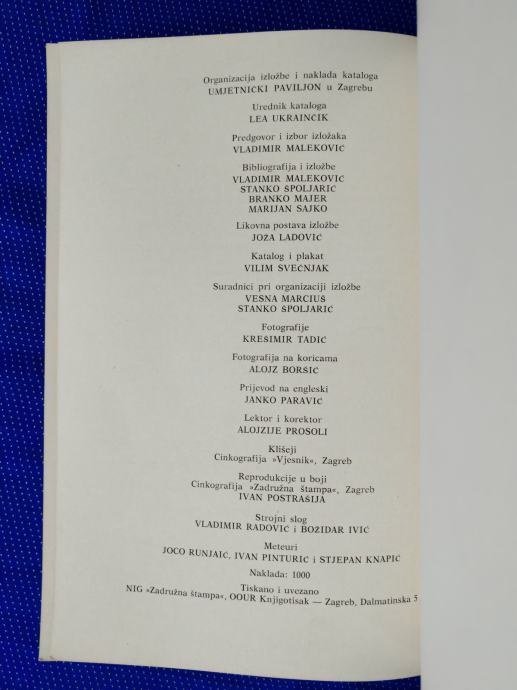 Organizacija izložbe i naklada kataloga
UMJETNIČKI PAVILJON u Zagrebu
Urednik kataloga
LEA UKRAINČIK
Predgovor i izbor izložaka
VLADIMIR MALEKOVIĆ
Bibliografija i izložbe
VLADIMIR MALEKOVIĆ
STANKO ŠPOLJARIĆ
BRANKO MAJER
MARIJAN SAJKO
Likovna postava izložbe
JOŽA LADOVIĆ
Katalog i plakat
VILIM SVEČNJAK
Suradnici pri organizaciji izložbe
VESNA MARCIUŠ
STANKO ŠPOLJARIĆ
Fotografije
KREŠIMIR TADIĆ
Fotografija na koricama
ALOJZ BORŠIĆ
Prijevod na engleski
JANKO PARAVIĆ
Lektor i korektor
ALOJZIJE PROSOLI
Klišeji
Cinkografija »Vjesnik«, Zagreb
Reprodukcije u boji
Cinkografija »Zadružna štampa«, Zagreb
IVAN POSTRAŠIJA
Strojni slog
VLADIMIR RADOVIĆ i BOŽIDAR IVIĆ
Meteuri
JOCO RUNJAIĆ, IVAN PINTURIĆ i STJEPAN KNAPIĆ
Naklada: 1000
Tiskano i uvezano
NIG »Zadružna štampa«, OOUR Knjigotisak — Zagreb, Dalmatinska 5